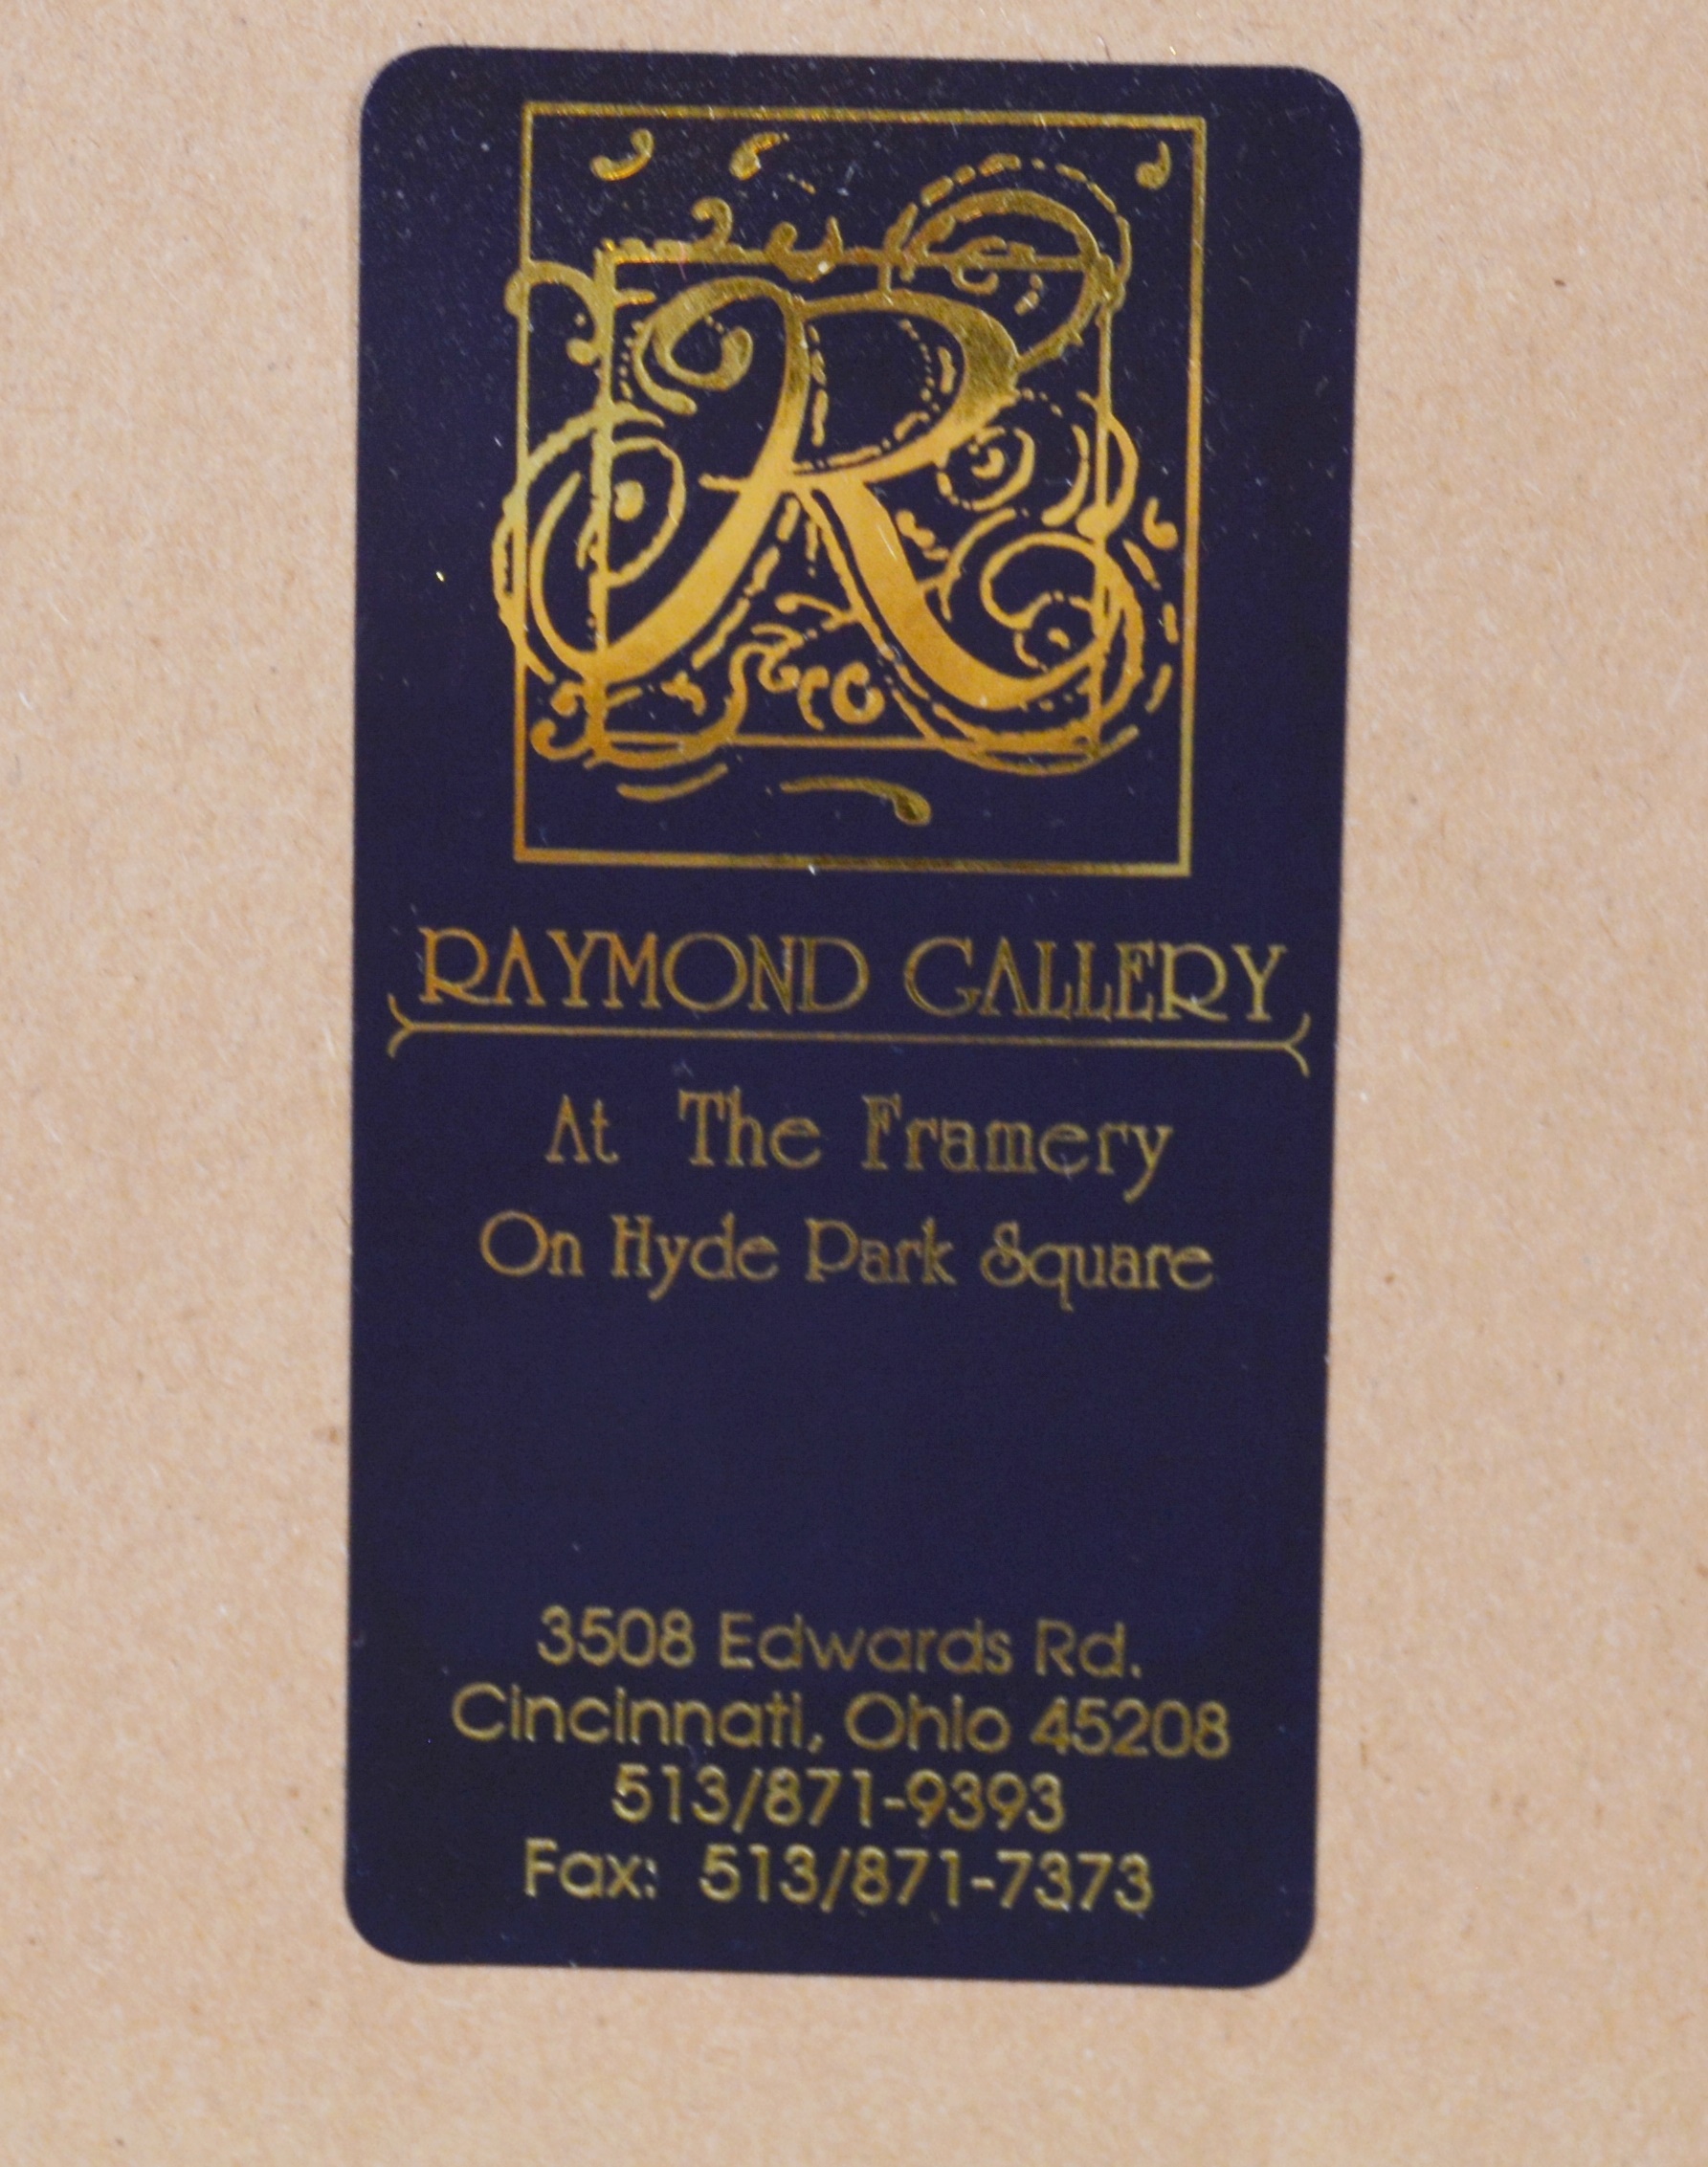 R
RAYMOND GALLERY
At The Framery
On Hyde Park Square
3508 Edwards Rd.
Cincinnati, Ohio 45208
513/871-9393
Fax: 513/871-7373